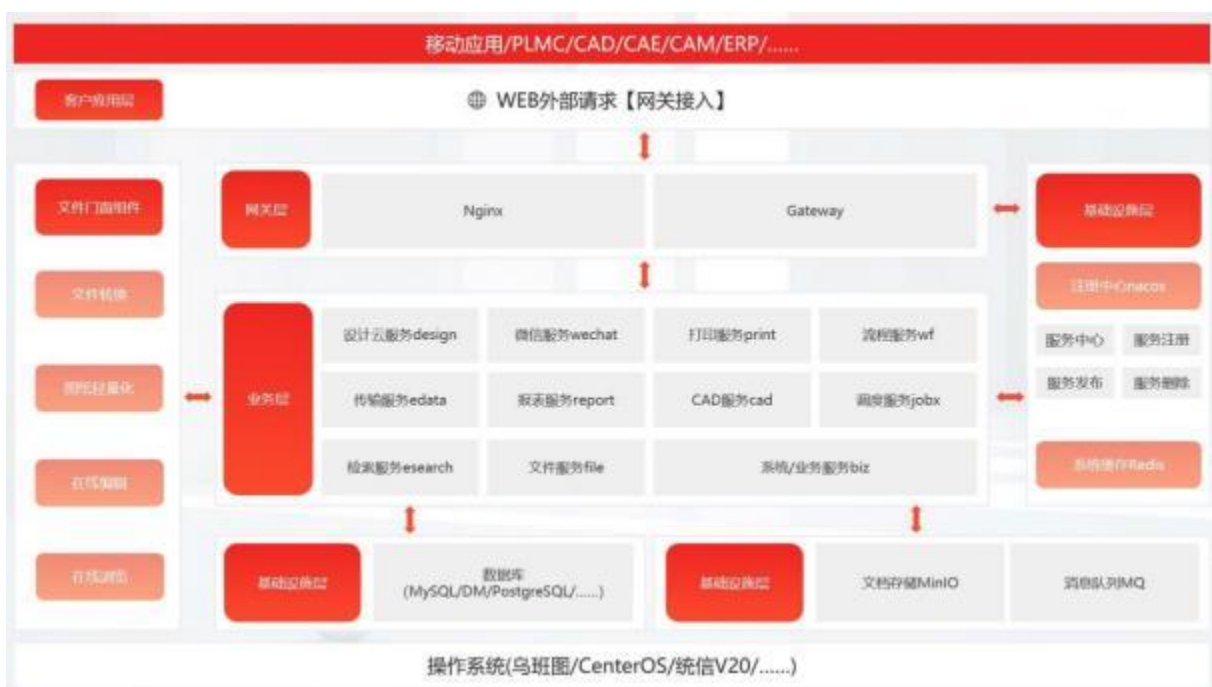 移动应用/PLMC/CAD/CAE/CAM/ERP/......
客户应用层
WEB外部请求【网关接入】
文件门面组件
文件转换
图纸轻量化
在线编辑
在线浏览
网关层
Nginx
Gateway
业务层
设计云服务design
微信服务wechat
打印服务print
流程服务wf
传输服务edata
报表服务report
CAD服务cad
调度服务jobx
检索服务esearch
文件服务file
系统/业务服务biz
基础设施层
注册中心nacos
服务中心
服务注册
服务发布
服务删除
系统缓存Redis
基础设施层
数据库
(MySQL/DM/PostgreSQL/......)
基础设施层
文档存储MinIO
消息队列MQ
操作系统(乌班图/CenterOS/统信V20/......)